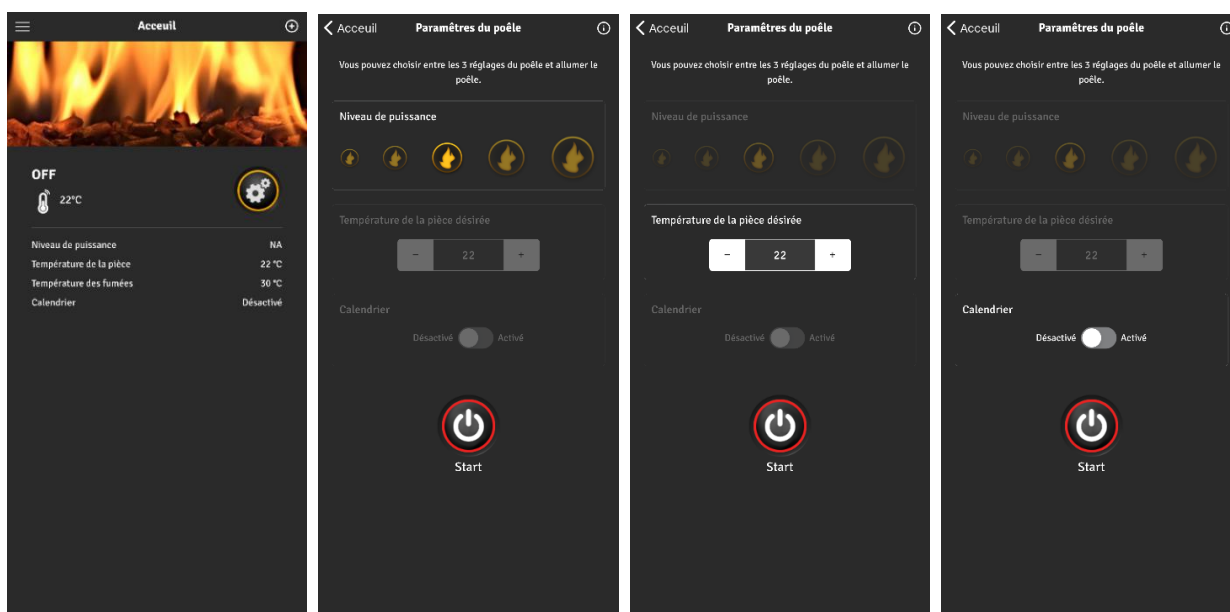 Acceuil
OFF
22°C
Niveau de puissance NA
Température de la pièce 22 °C
Température des fumées 30 °C
Calendrier Désactivé
Acceuil Paramêtres du poêle
Vous pouvez choisir entre les 3 réglages du poêle et allumer le
poêle.
Niveau de puissance
Température de la pièce désirée
- 22 +
Calendrier
Désactivé Activé
Start
Acceuil Paramêtres du poêle
Vous pouvez choisir entre les 3 réglages du poêle et allumer le
poêle.
Niveau de puissance
Température de la pièce désirée
- 22 +
Calendrier
Désactivé Activé
Start
Acceuil Paramêtres du poêle
Vous pouvez choisir entre les 3 réglages du poêle et allumer le
poêle.
Niveau de puissance
Température de la pièce désirée
- 22 +
Calendrier
Désactivé Activé
Start